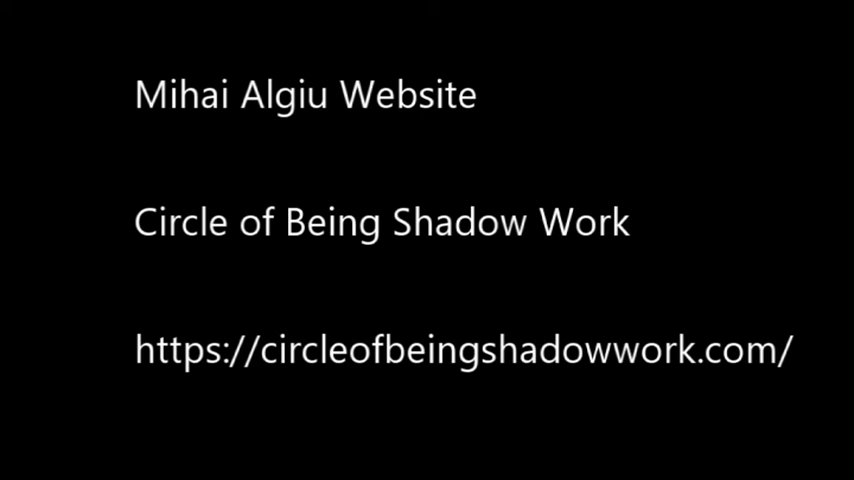 Mihai Algiu Website
Circle of Being Shadow Work
https://circleofbeingshadowwork.com/